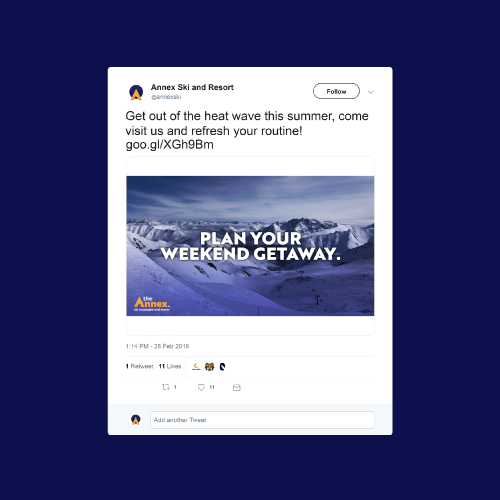 Annex Ski and Resort
@annexski
Follow
Get out of the heat wave this summer, come
visit us and refresh your routine!
goo.gl/XGh9Bm
PLAN YOUR
WEEKEND GETAWAY.
the
Annex.
1:14 PM - 26 Feb 2019
1 Retweet 11 Likes
1 11
Add another Tweet